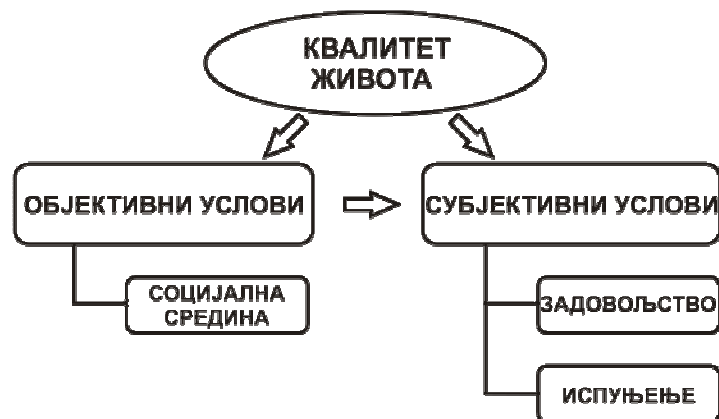 КВАЛИТЕТ
ЖИВОТА
ОБЈЕКТИВНИ УСЛОВИ
СУБЈЕКТИВНИ УСЛОВИ
СОЦИЈАЛНА
СРЕДИНА
ЗАДОВОЉСТВО
ИСПУЊЕЊЕ